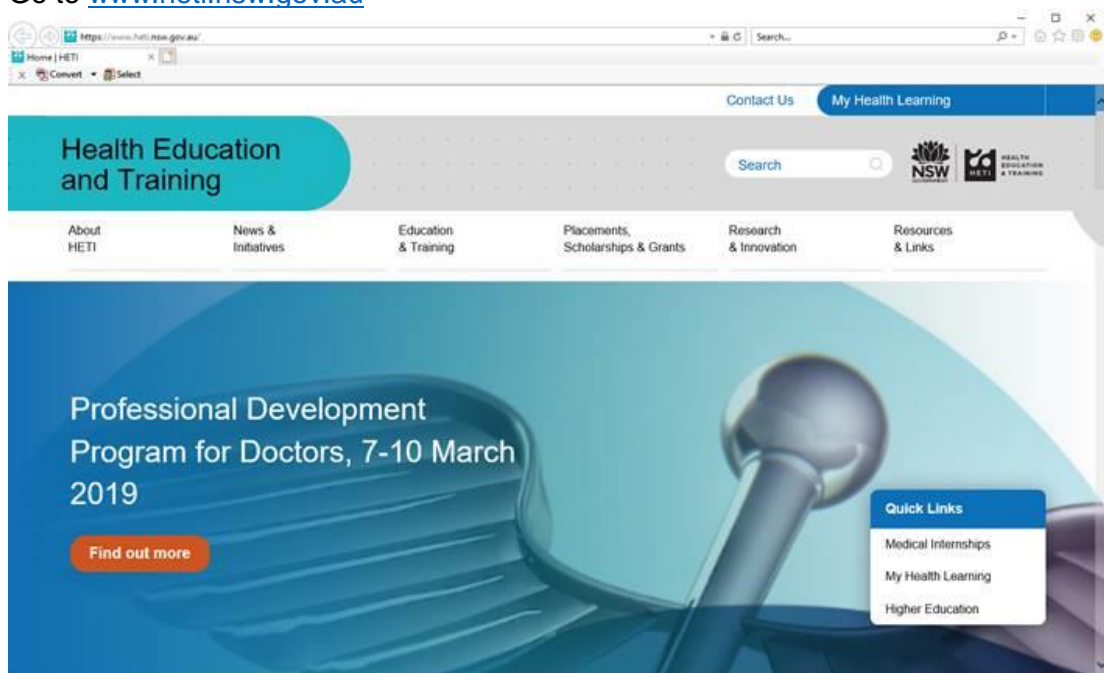 Go to www.heti.nsw.gov.au
https://www.heti.nsw.gov.au/
Search...
Home | HETI
x Convert Select
Contact Us
My Health Learning
Health Education
and Training
Search
NSW
GOVERNMENT
HETI
HEALTH
EDUCATION
& TRAINING
About
HETI
News &
Initiatives
Education
& Training
Placements,
Scholarships & Grants
Research
& Innovation
Resources
& Links
Professional Development
Program for Doctors, 7-10 March
2019
Find out more
Quick Links
Medical Internships
My Health Learning
Higher Education